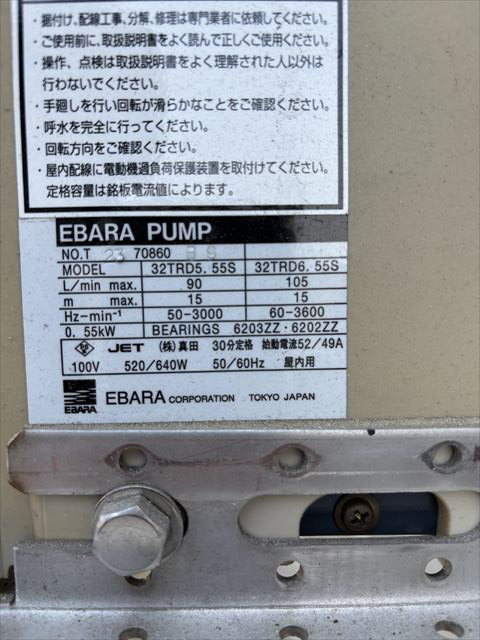 ・据付け、配線工事、分解、修理は専門業者に依頼してください。
・ご使用前に、取扱説明書をよく読んで正しくご使用ください。
・操作、点検は取扱説明書をよく理解された人以外は
行わないでください。
・手廻しを行い回転が滑らかなことをご確認ください。
・呼水を完全に行ってください。
・回転方向をご確認ください。
・屋内配線に電動機過負荷保護装置を取付けてください。
定格容量は銘板電流値によります。
EBARA PUMP
NO.T 23 70860
MODEL 32TRD5.55S 32TRD6.55S
L/min max. 90 105
m max. 15 15
Hz-min⁻¹ 50-3000 60-3600
0.55kW BEARINGS 6203ZZ・6202ZZ
JET (株)真田 30分定格 始動電流52/49A
100V 520/640W 50/60Hz 屋内用
EBARA EBARA CORPORATION TOKYO JAPAN